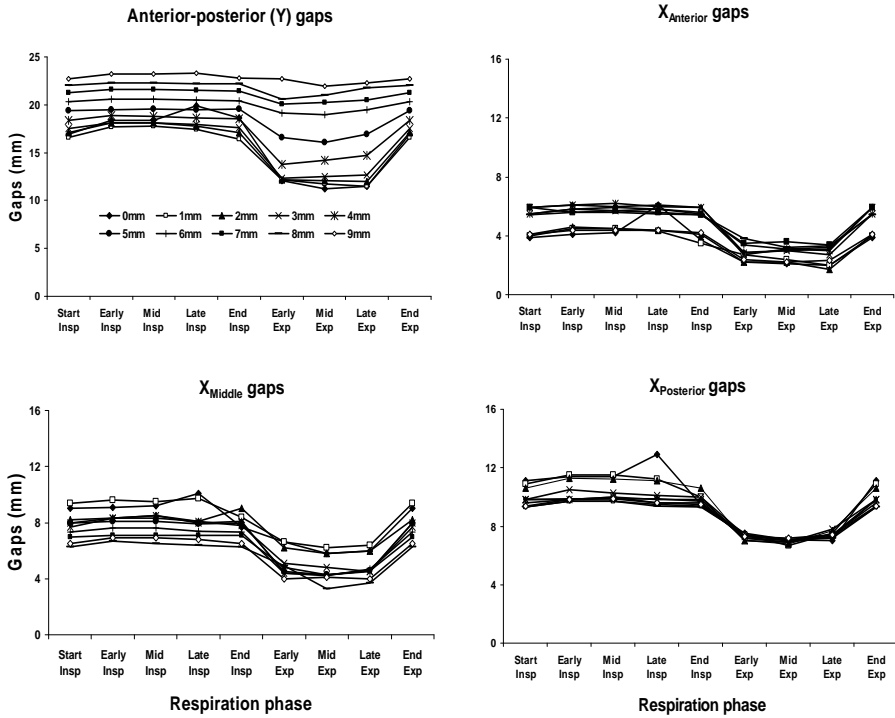 Anterior-posterior (Y) gaps
Gaps (mm)
25
20
15
10
5
0
0mm 1mm 2mm 3mm 4mm
5mm 6mm 7mm 8mm 9mm
Start Early Mid Late End Early Mid Late End
Insp Insp Insp Insp Insp Exp Exp Exp Exp
XAnterior gaps
16
12
8
4
0
Start Early Mid Late End Early Mid Late End
Insp Insp Insp Insp Insp Exp Exp Exp Exp
XMiddle gaps
Gaps (mm)
16
12
8
4
0
Start Early Mid Late End Early Mid Late End
Insp Insp Insp Insp Insp Exp Exp Exp Exp
Respiration phase
XPosterior gaps
16
12
8
4
0
Start Early Mid Late End Early Mid Late End
Insp Insp Insp Insp Insp Exp Exp Exp Exp
Respiration phase